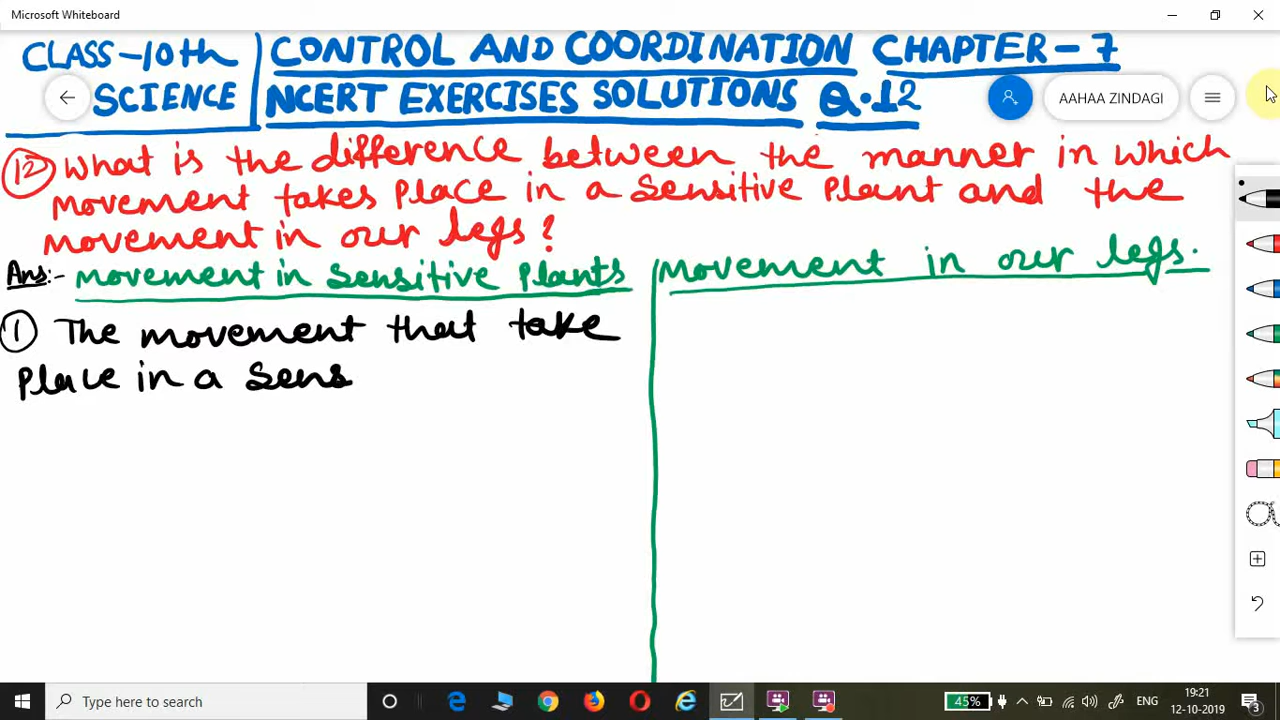 Microsoft Whiteboard
CLASS-10th
SCIENCE
CONTROL AND COORDINATION CHAPTER-7
NCERT EXERCISES SOLUTIONS Q.12
AAHAA ZINDAGI
12 What is the difference between the manner in which
movement takes Place in a Sensitive Plant and the
movement in our legs?
Ans:- movement in Sensitive Plants
movement in our legs.
1 The movement that take
Place in a Sens
Type here to search
45%
ENG
19:21
12-10-2019
3